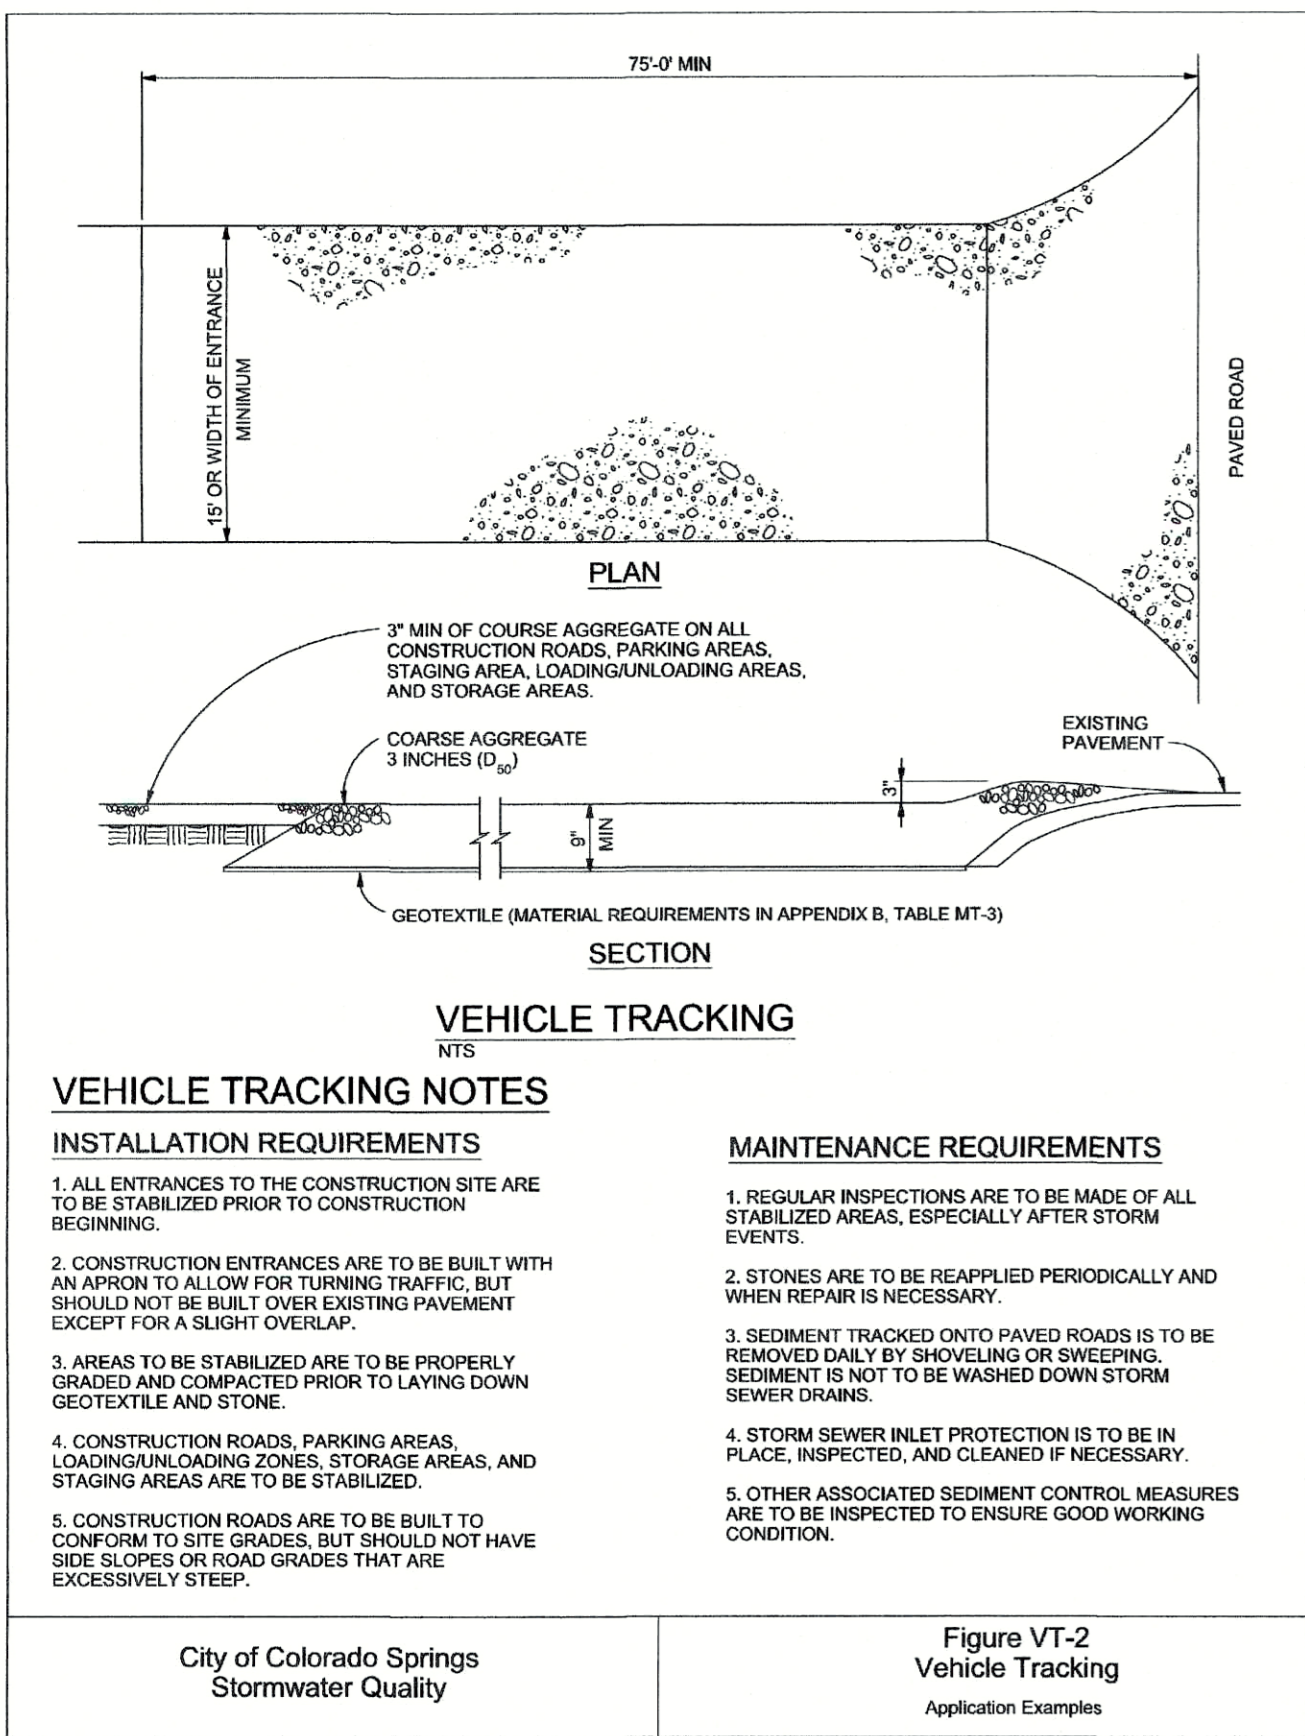 75'-0' MIN
15' OR WIDTH OF ENTRANCE
MINIMUM
PAVED ROAD
PLAN
3" MIN OF COURSE AGGREGATE ON ALL
CONSTRUCTION ROADS, PARKING AREAS,
STAGING AREA, LOADING/UNLOADING AREAS,
AND STORAGE AREAS.
COARSE AGGREGATE
3 INCHES (D50)
EXISTING
PAVEMENT
3"
9"
MIN
GEOTEXTILE (MATERIAL REQUIREMENTS IN APPENDIX B, TABLE MT-3)
SECTION
VEHICLE TRACKING
NTS
VEHICLE TRACKING NOTES
INSTALLATION REQUIREMENTS
1. ALL ENTRANCES TO THE CONSTRUCTION SITE ARE
TO BE STABILIZED PRIOR TO CONSTRUCTION
BEGINNING.
2. CONSTRUCTION ENTRANCES ARE TO BE BUILT WITH
AN APRON TO ALLOW FOR TURNING TRAFFIC, BUT
SHOULD NOT BE BUILT OVER EXISTING PAVEMENT
EXCEPT FOR A SLIGHT OVERLAP.
3. AREAS TO BE STABILIZED ARE TO BE PROPERLY
GRADED AND COMPACTED PRIOR TO LAYING DOWN
GEOTEXTILE AND STONE.
4. CONSTRUCTION ROADS, PARKING AREAS,
LOADING/UNLOADING ZONES, STORAGE AREAS, AND
STAGING AREAS ARE TO BE STABILIZED.
5. CONSTRUCTION ROADS ARE TO BE BUILT TO
CONFORM TO SITE GRADES, BUT SHOULD NOT HAVE
SIDE SLOPES OR ROAD GRADES THAT ARE
EXCESSIVELY STEEP.
MAINTENANCE REQUIREMENTS
1. REGULAR INSPECTIONS ARE TO BE MADE OF ALL
STABILIZED AREAS, ESPECIALLY AFTER STORM
EVENTS.
2. STONES ARE TO BE REAPPLIED PERIODICALLY AND
WHEN REPAIR IS NECESSARY.
3. SEDIMENT TRACKED ONTO PAVED ROADS IS TO BE
REMOVED DAILY BY SHOVELING OR SWEEPING.
SEDIMENT IS NOT TO BE WASHED DOWN STORM
SEWER DRAINS.
4. STORM SEWER INLET PROTECTION IS TO BE IN
PLACE, INSPECTED, AND CLEANED IF NECESSARY.
5. OTHER ASSOCIATED SEDIMENT CONTROL MEASURES
ARE TO BE INSPECTED TO ENSURE GOOD WORKING
CONDITION.
City of Colorado Springs
Stormwater Quality
Figure VT-2
Vehicle Tracking
Application Examples